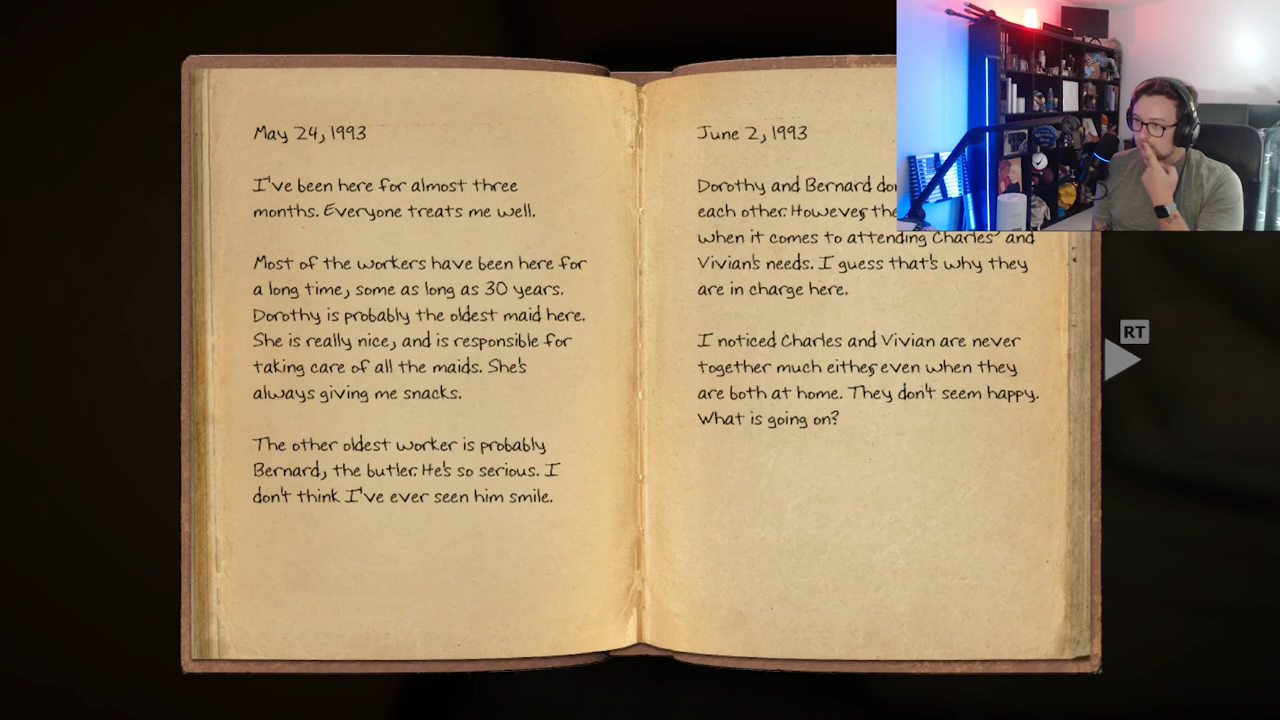 May 24, 1993
I've been here for almost three
months. Everyone treats me well.
Most of the workers have been here for
a long time, some as long as 30 years.
Dorothy is probably the oldest maid here.
She is really nice, and is responsible for
taking care of all the maids. She's
always giving me snacks.
The other oldest worker is probably
Bernard, the butler. He's so serious. I
don't think I've ever seen him smile.
June 2, 1993
Dorothy and Bernard
each other. However,
when it comes to attending Charles' and
Vivian's needs. I guess that's why they
are in charge here.
I noticed Charles and Vivian are never
together much either, even when they
are both at home. They don't seem happy.
What is going on?
RT